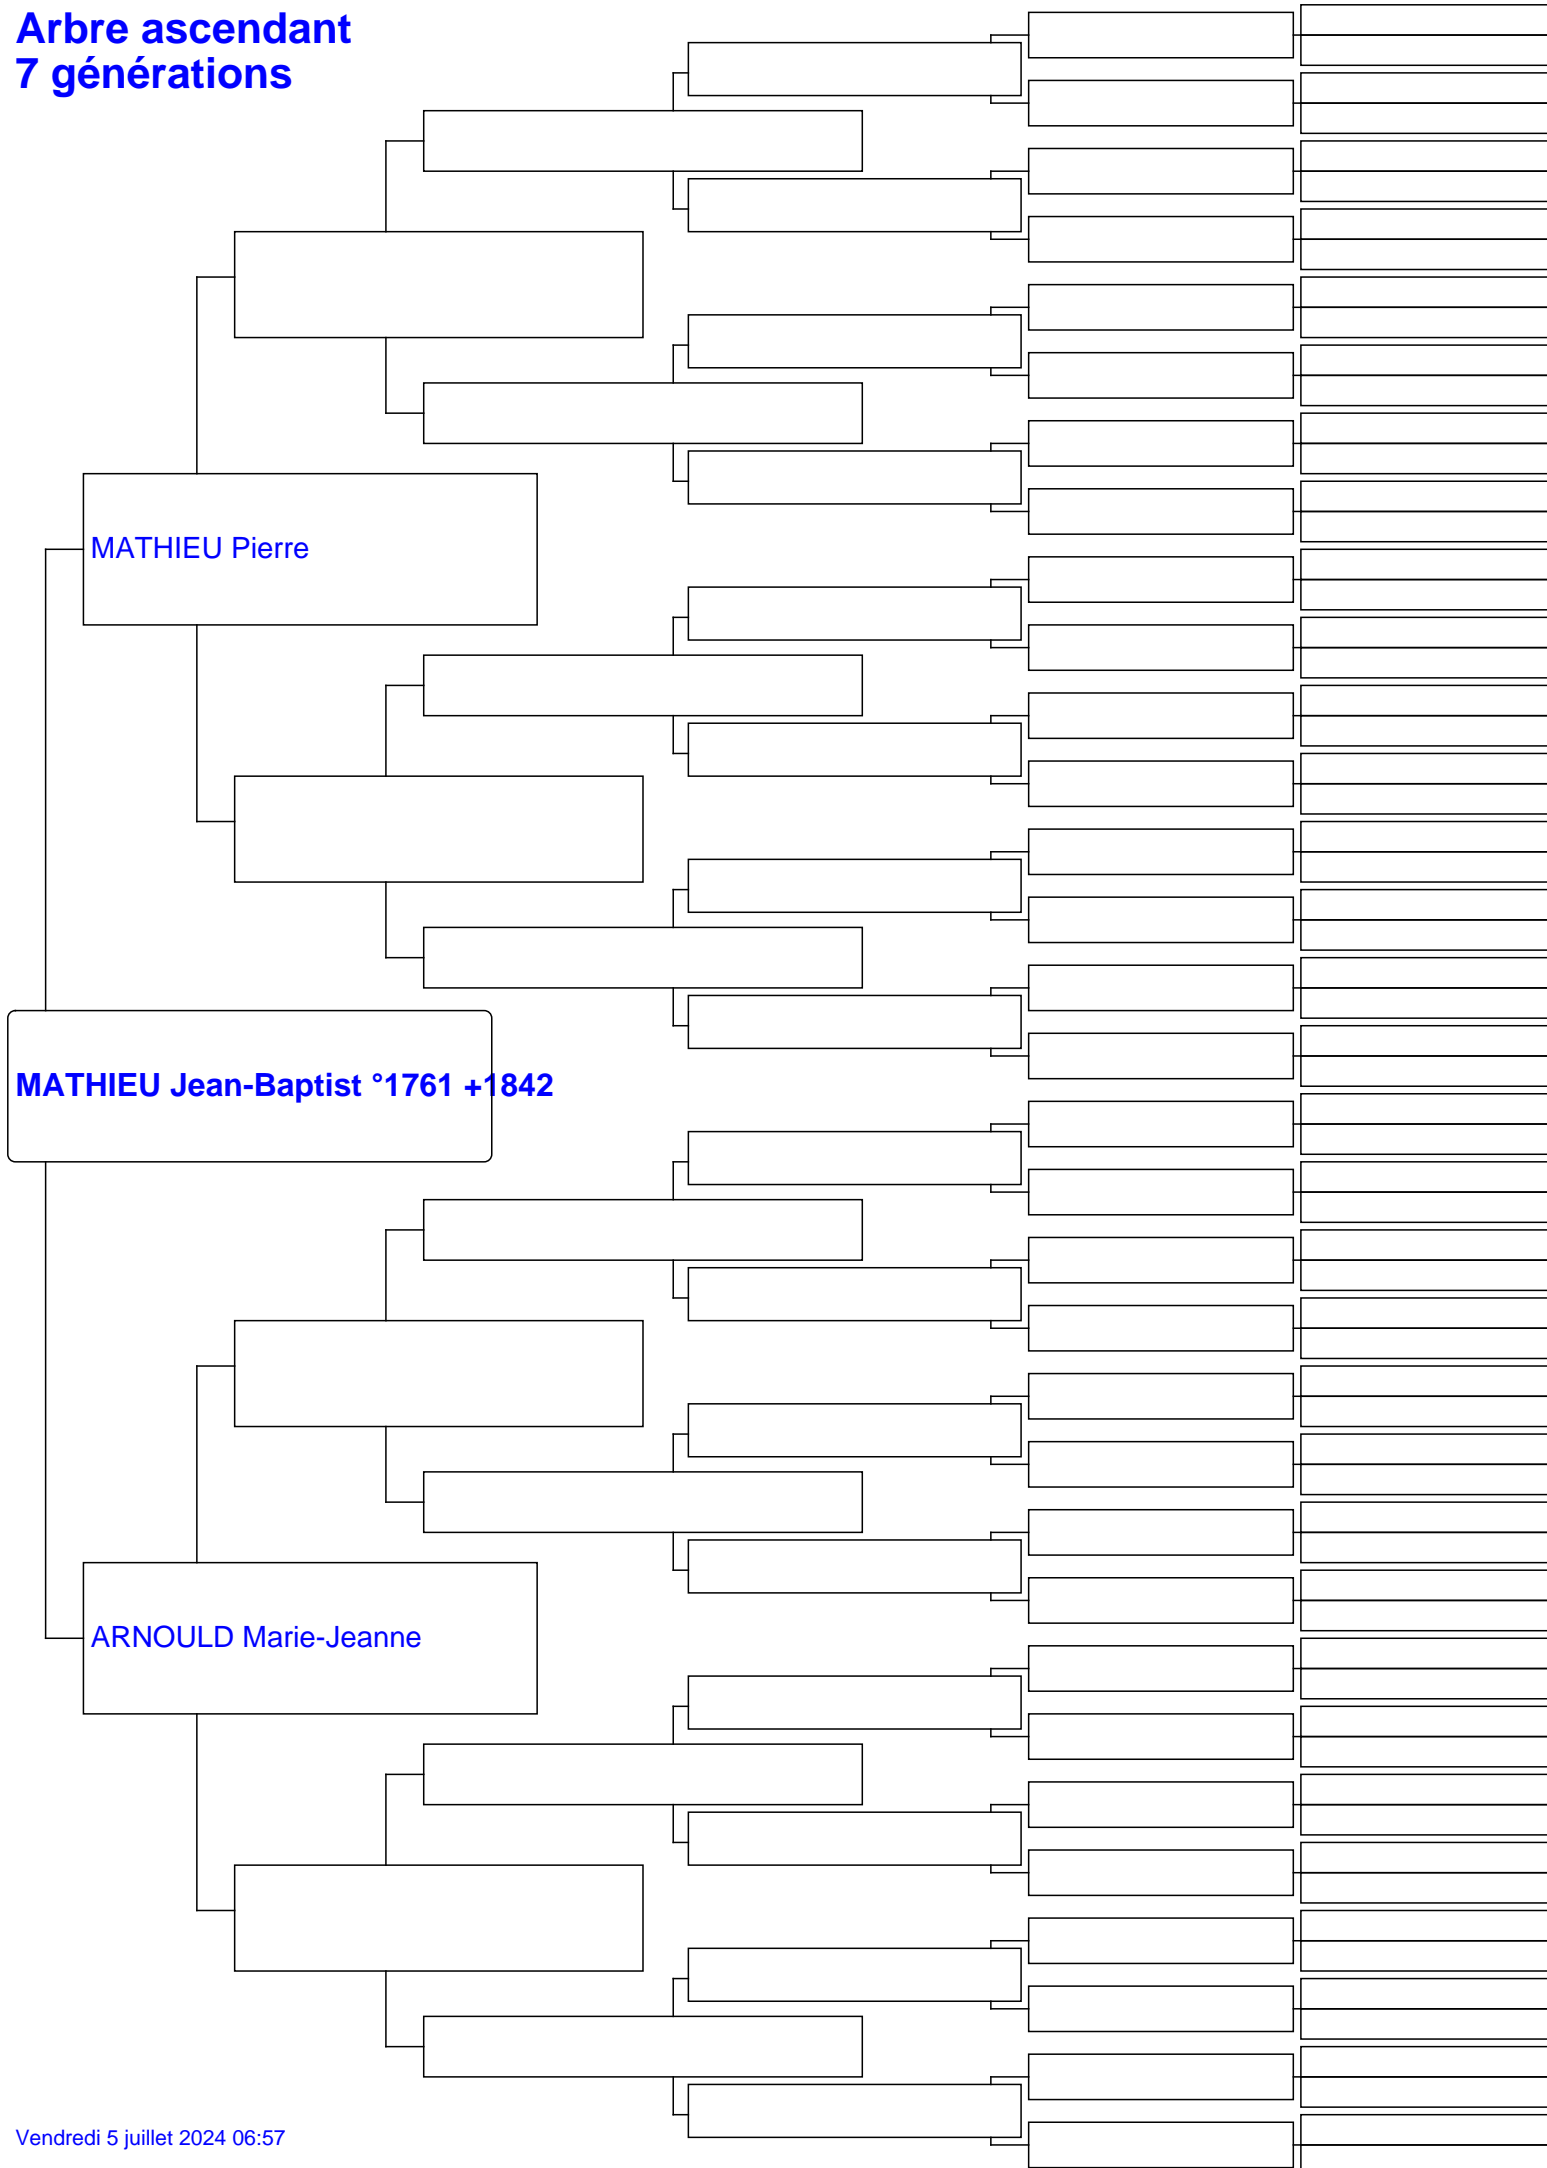 Arbre ascendant
7 générations
MATHIEU Pierre
MATHIEU Jean-Baptist °1761 +1842
ARNOULD Marie-Jeanne
Vendredi 5 juillet 2024 06:57